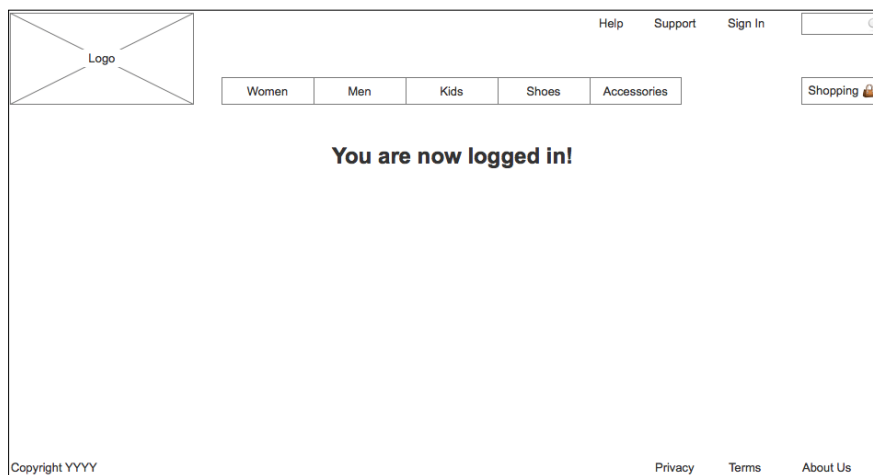 Help Support Sign In
Logo
Women Men Kids Shoes Accessories Shopping
You are now logged in!
Copyright YYYY Privacy Terms About Us